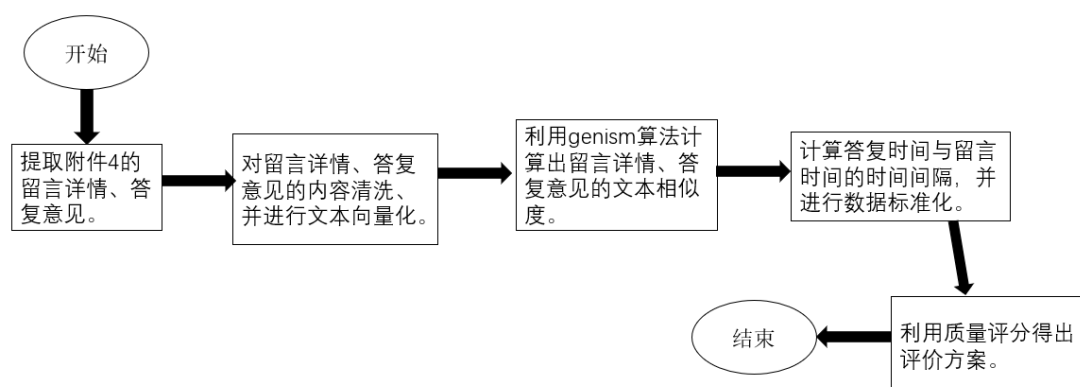 开始
提取附件4的
留言详情、答
复意见。
对留言详情、答复
意见的内容清洗、
并进行文本向量化。
利用genism算法计
算出留言详情、答
复意见的文本相似
度。
计算答复时间与留言
时间的时间间隔，并
进行数据标准化。
利用质量评分得出
评价方案。
结束